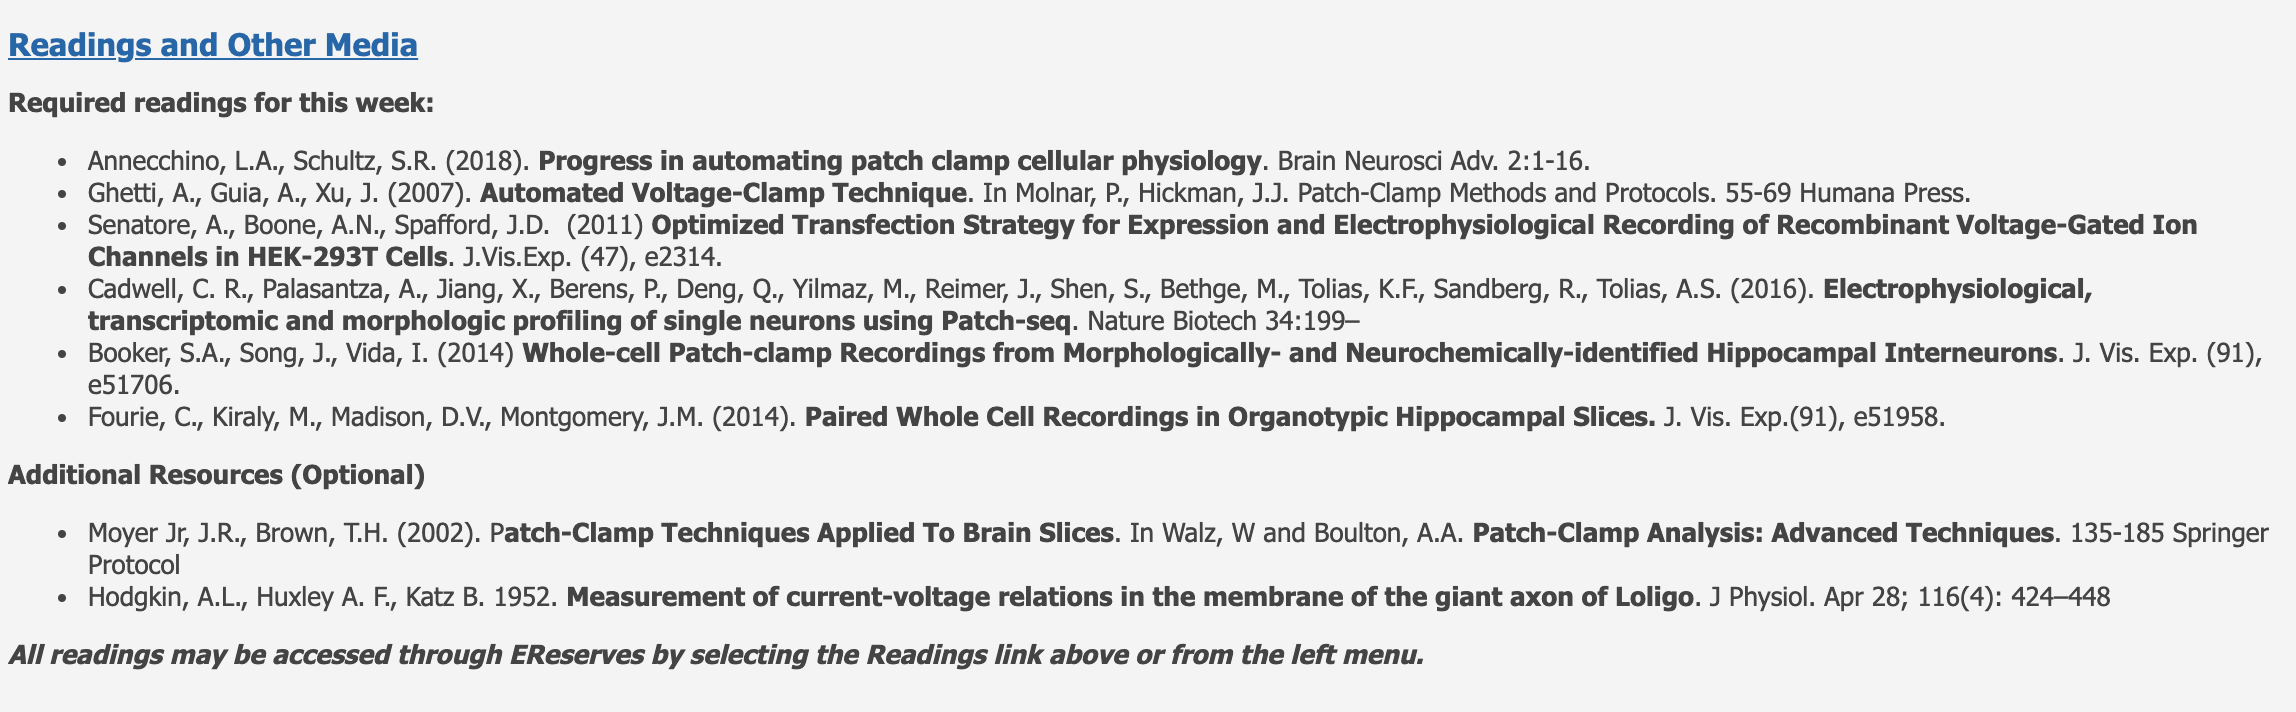 Readings and Other Media
Required readings for this week:
• Annecchino, L.A., Schultz, S.R. (2018). Progress in automating patch clamp cellular physiology. Brain Neurosci Adv. 2:1-16.
• Ghetti, A., Guia, A., Xu, J. (2007). Automated Voltage-Clamp Technique. In Molnar, P., Hickman, J.J. Patch-Clamp Methods and Protocols. 55-69 Humana Press.
• Senatore, A., Boone, A.N., Spafford, J.D.  (2011) Optimized Transfection Strategy for Expression and Electrophysiological Recording of Recombinant Voltage-Gated Ion
Channels in HEK-293T Cells. J.Vis.Exp. (47), e2314.
• Cadwell, C. R., Palasantza, A., Jiang, X., Berens, P., Deng, Q., Yilmaz, M., Reimer, J., Shen, S., Bethge, M., Tolias, K.F., Sandberg, R., Tolias, A.S. (2016). Electrophysiological,
transcriptomic and morphologic profiling of single neurons using Patch-seq. Nature Biotech 34:199–
• Booker, S.A., Song, J., Vida, I. (2014) Whole-cell Patch-clamp Recordings from Morphologically- and Neurochemically-identified Hippocampal Interneurons. J. Vis. Exp. (91),
e51706.
• Fourie, C., Kiraly, M., Madison, D.V., Montgomery, J.M. (2014). Paired Whole Cell Recordings in Organotypic Hippocampal Slices. J. Vis. Exp.(91), e51958.
Additional Resources (Optional)
• Moyer Jr, J.R., Brown, T.H. (2002). Patch-Clamp Techniques Applied To Brain Slices. In Walz, W and Boulton, A.A. Patch-Clamp Analysis: Advanced Techniques. 135-185 Springer
Protocol
• Hodgkin, A.L., Huxley A. F., Katz B. 1952. Measurement of current-voltage relations in the membrane of the giant axon of Loligo. J Physiol. Apr 28; 116(4): 424–448
All readings may be accessed through EReserves by selecting the Readings link above or from the left menu.